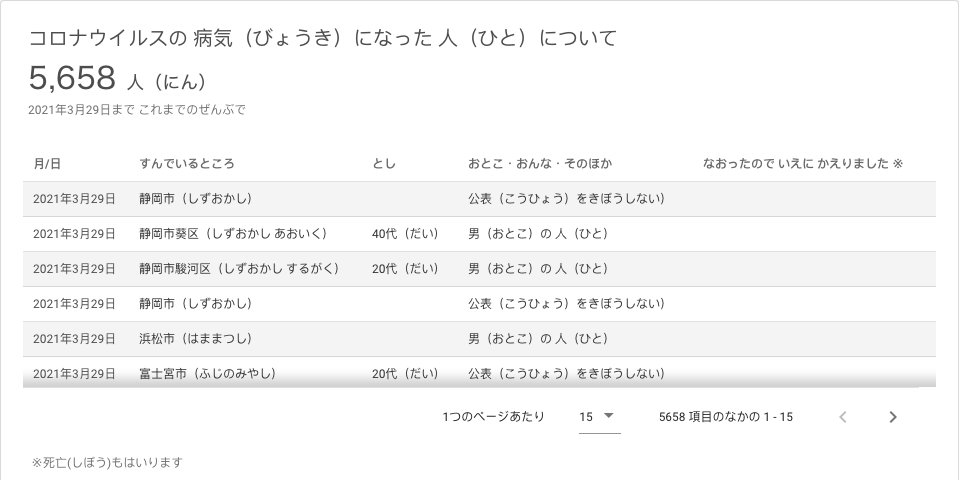 コロナウイルスの 病気（びょうき）になった 人（ひと）について
5,658 人（にん）
2021年3月29日まで これまでのぜんぶで
月/日 すんでいるところ とし おとこ・おんな・そのほか なおったので いえに かえりました ※
2021年3月29日 静岡市（しずおかし） 公表（こうひょう）をきぼうしない）
2021年3月29日 静岡市葵区（しずおかし あおいく） 40代（だい） 男（おとこ）の 人（ひと）
2021年3月29日 静岡市駿河区（しずおかし するがく） 20代（だい） 男（おとこ）の 人（ひと）
2021年3月29日 静岡市（しずおかし） 公表（こうひょう）をきぼうしない）
2021年3月29日 浜松市（はままつし） 男（おとこ）の 人（ひと）
2021年3月29日 富士宮市（ふじのみやし） 20代（だい） 公表（こうひょう）をきぼうしない）
1つのページあたり 15 5658 項目のなかの 1 - 15
※死亡(しぼう)もはいります